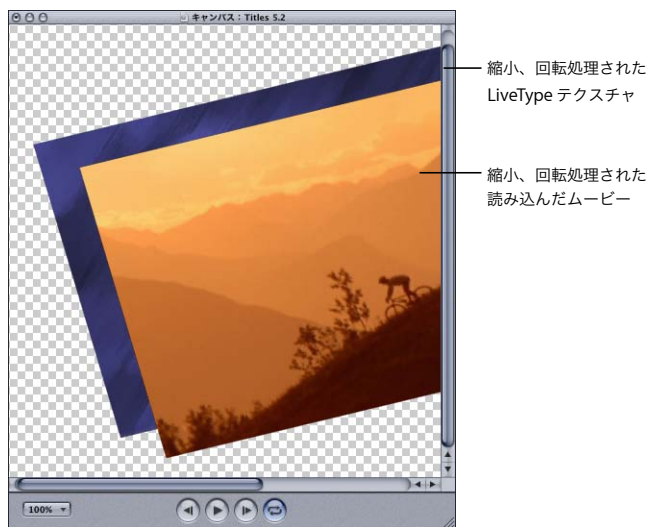 キャンバス：Titles 5.2
縮小、回転処理された
LiveType テクスチャ
縮小、回転処理された
読み込んだムービー
100%